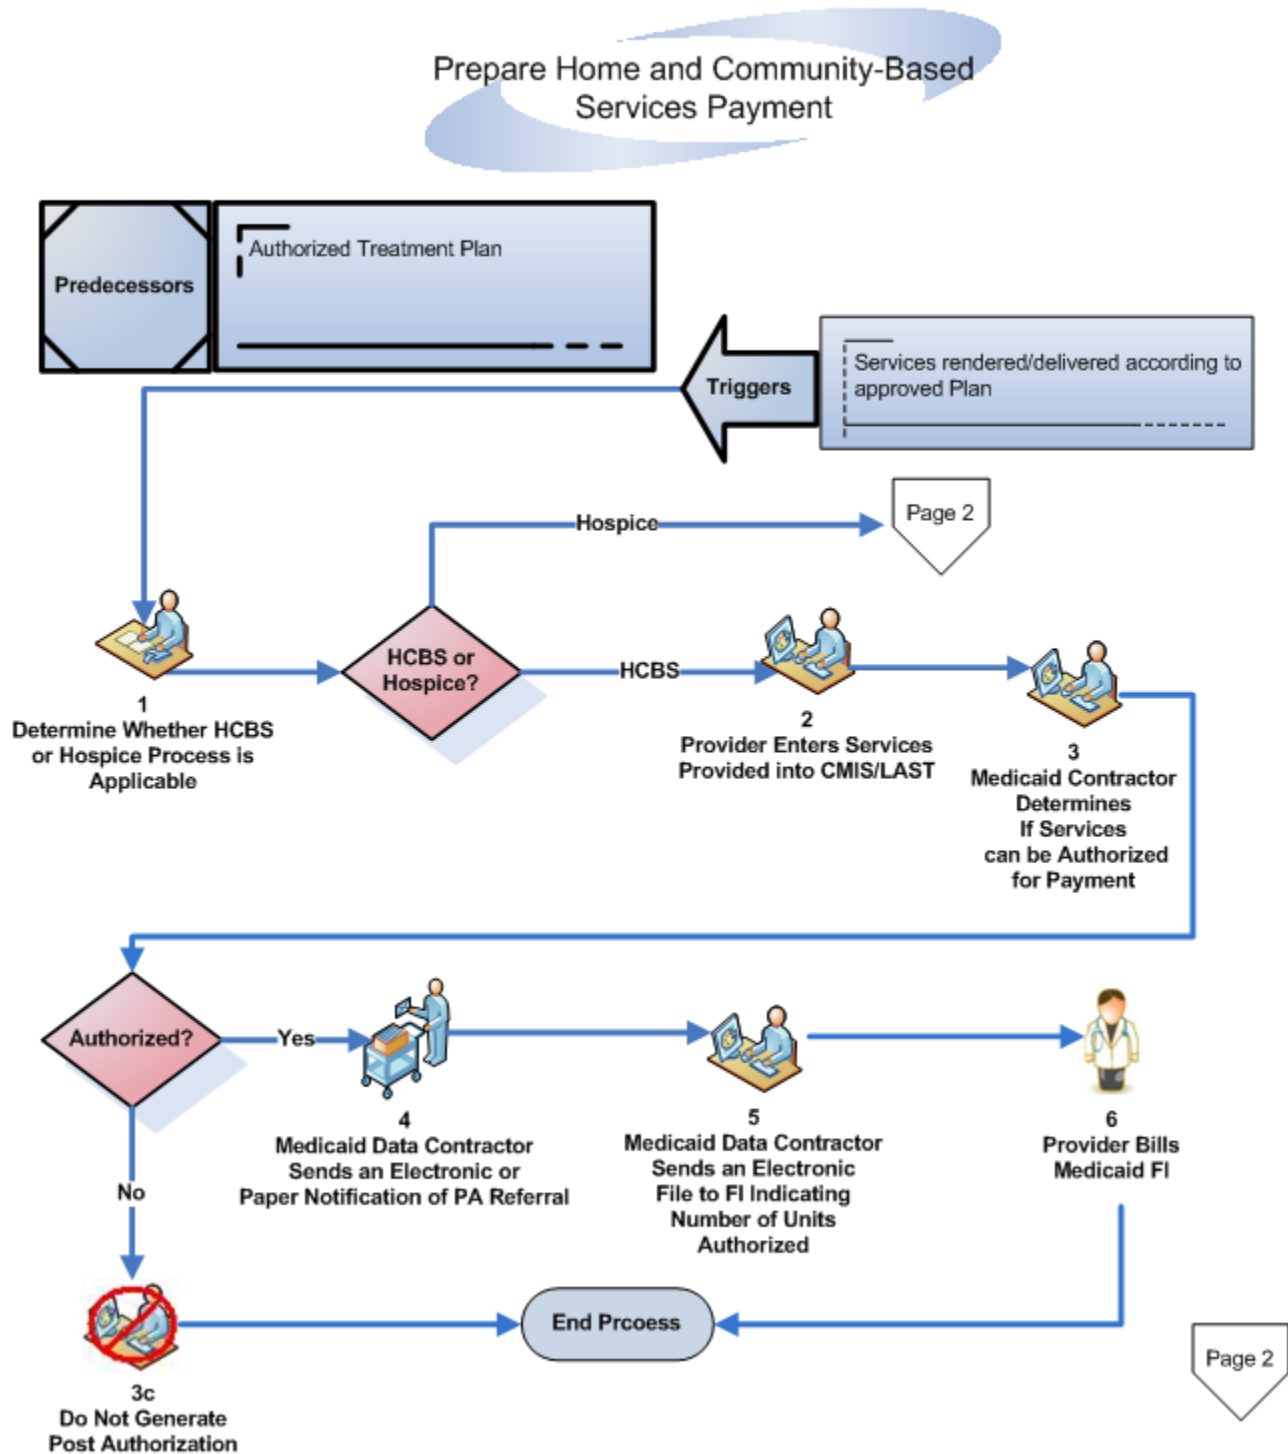 Prepare Home and Community-Based
Services Payment
Predecessors
Authorized Treatment Plan
Triggers
Services rendered/delivered according to
approved Plan
Hospice
Page 2
HCBS or
Hospice?
HCBS
1
Determine Whether HCBS
or Hospice Process is
Applicable
2
Provider Enters Services
Provided into CMIS/LAST
3
Medicaid Contractor
Determines
If Services
can be Authorized
for Payment
Authorized?
Yes
4
Medicaid Data Contractor
Sends an Electronic or
Paper Notification of PA Referral
5
Medicaid Data Contractor
Sends an Electronic
File to FI Indicating
Number of Units
Authorized
6
Provider Bills
Medicaid FI
No
3c
Do Not Generate
Post Authorization
End Prcoess
Page 2